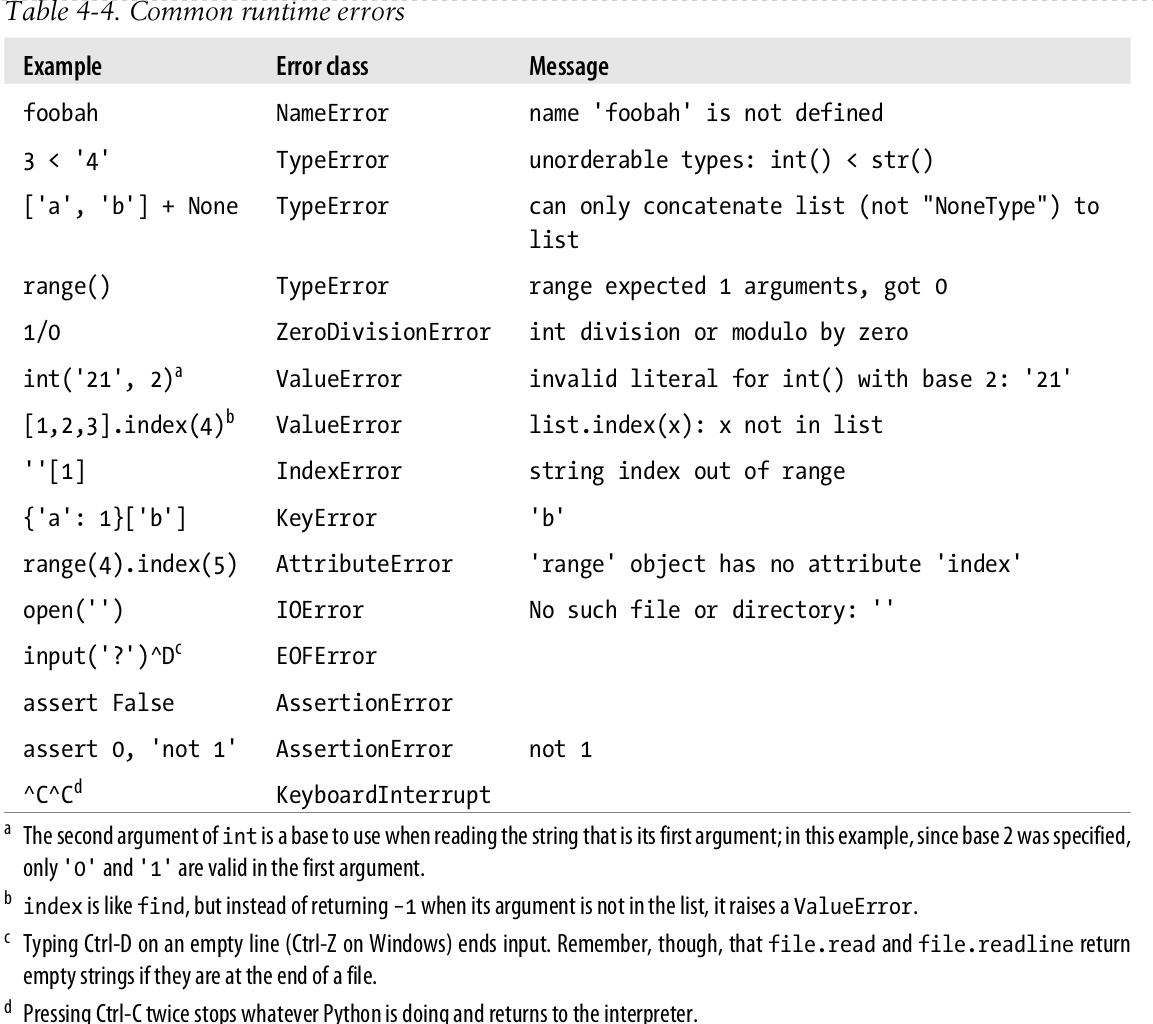 Table 4-4. Common runtime errors
Example Error class Message
foobah NameError name 'foobah' is not defined
3 < '4' TypeError unorderable types: int() < str()
['a', 'b'] + None TypeError can only concatenate list (not "NoneType") to
list
range() TypeError range expected 1 arguments, got 0
1/0 ZeroDivisionError int division or modulo by zero
int('21', 2)a ValueError invalid literal for int() with base 2: '21'
[1,2,3].index(4)b ValueError list.index(x): x not in list
''[1] IndexError string index out of range
{'a': 1}['b'] KeyError 'b'
range(4).index(5) AttributeError 'range' object has no attribute 'index'
open('') IOError No such file or directory: ''
input('?')^Dc EOFError
assert False AssertionError
assert 0, 'not 1' AssertionError not 1
^C^Cd KeyboardInterrupt
a The second argument of int is a base to use when reading the string that is its first argument; in this example, since base 2 was specified,
only '0' and '1' are valid in the first argument.
b index is like find, but instead of returning -1 when its argument is not in the list, it raises a ValueError.
c Typing Ctrl-D on an empty line (Ctrl-Z on Windows) ends input. Remember, though, that file.read and file.readline return
empty strings if they are at the end of a file.
d Pressing Ctrl-C twice stops whatever Python is doing and returns to the interpreter.